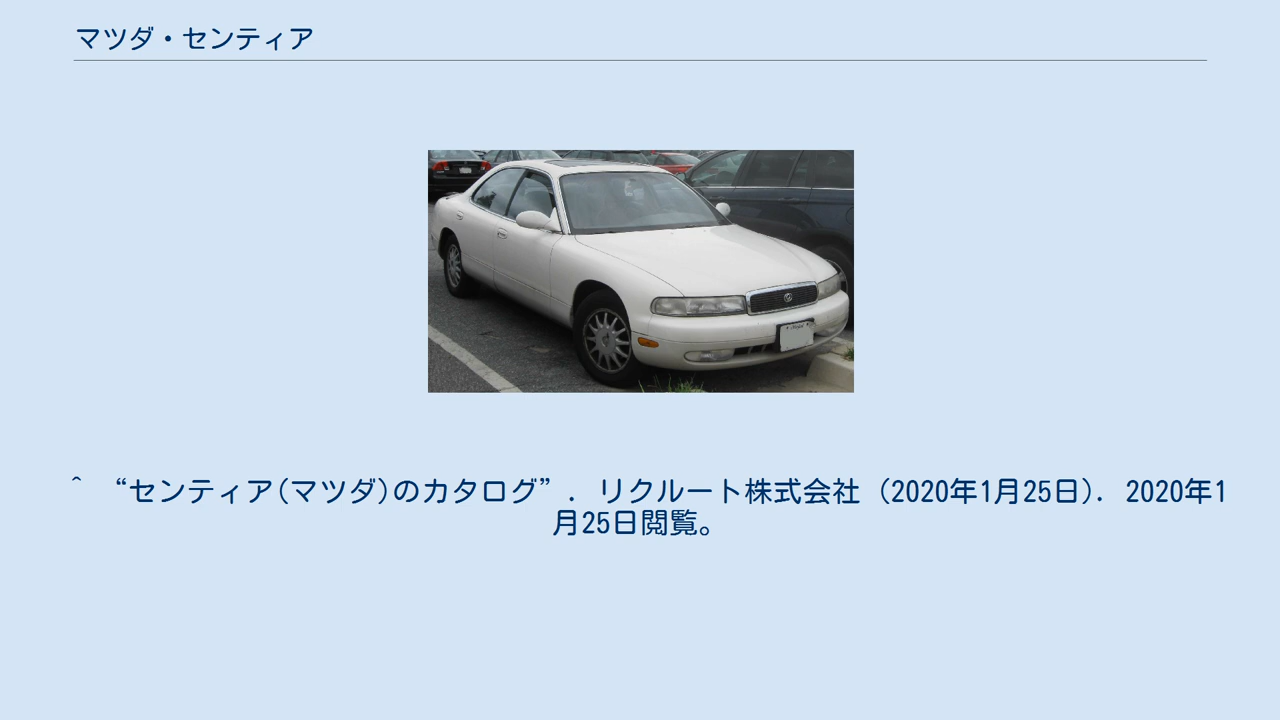 マツダ・センティア
^ “センティア(マツダ)のカタログ”. リクルート株式会社 (2020年1月25日). 2020年1
月25日閲覧。